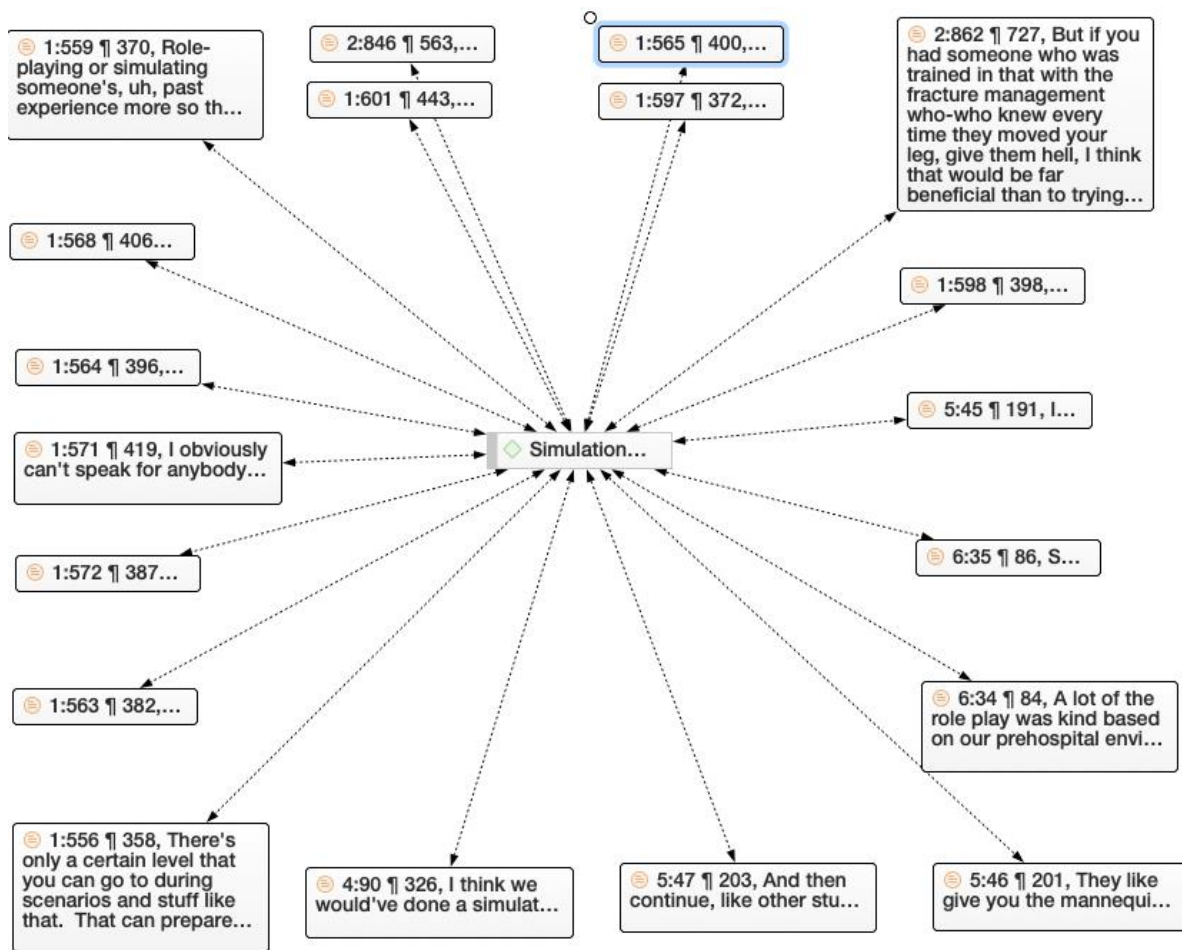 1:559 ¶ 370, Role-
playing or simulating
someone's, uh, past
experience more so th...
2:846 ¶ 563,...
1:601 ¶ 443,...
1:565 ¶ 400,...
1:597 ¶ 372,...
2:862 ¶ 727, But if you
had someone who was
trained in that with the
fracture management
who-who knew every
time they moved your
leg, give them hell, I think
that would be far
beneficial than to trying...
1:568 ¶ 406...
1:598 ¶ 398,...
1:564 ¶ 396,...
5:45 ¶ 191, I...
1:571 ¶ 419, I obviously
can't speak for anybody...
Simulation...
1:572 ¶ 387...
6:35 ¶ 86, S...
1:563 ¶ 382,...
6:34 ¶ 84, A lot of the
role play was kind based
on our prehospital envi...
1:556 ¶ 358, There's
only a certain level that
you can go to during
scenarios and stuff like
that.  That can prepare...
4:90 ¶ 326, I think we
would've done a simulat...
5:47 ¶ 203, And then
continue, like other stu...
5:46 ¶ 201, They like
give you the mannequi...